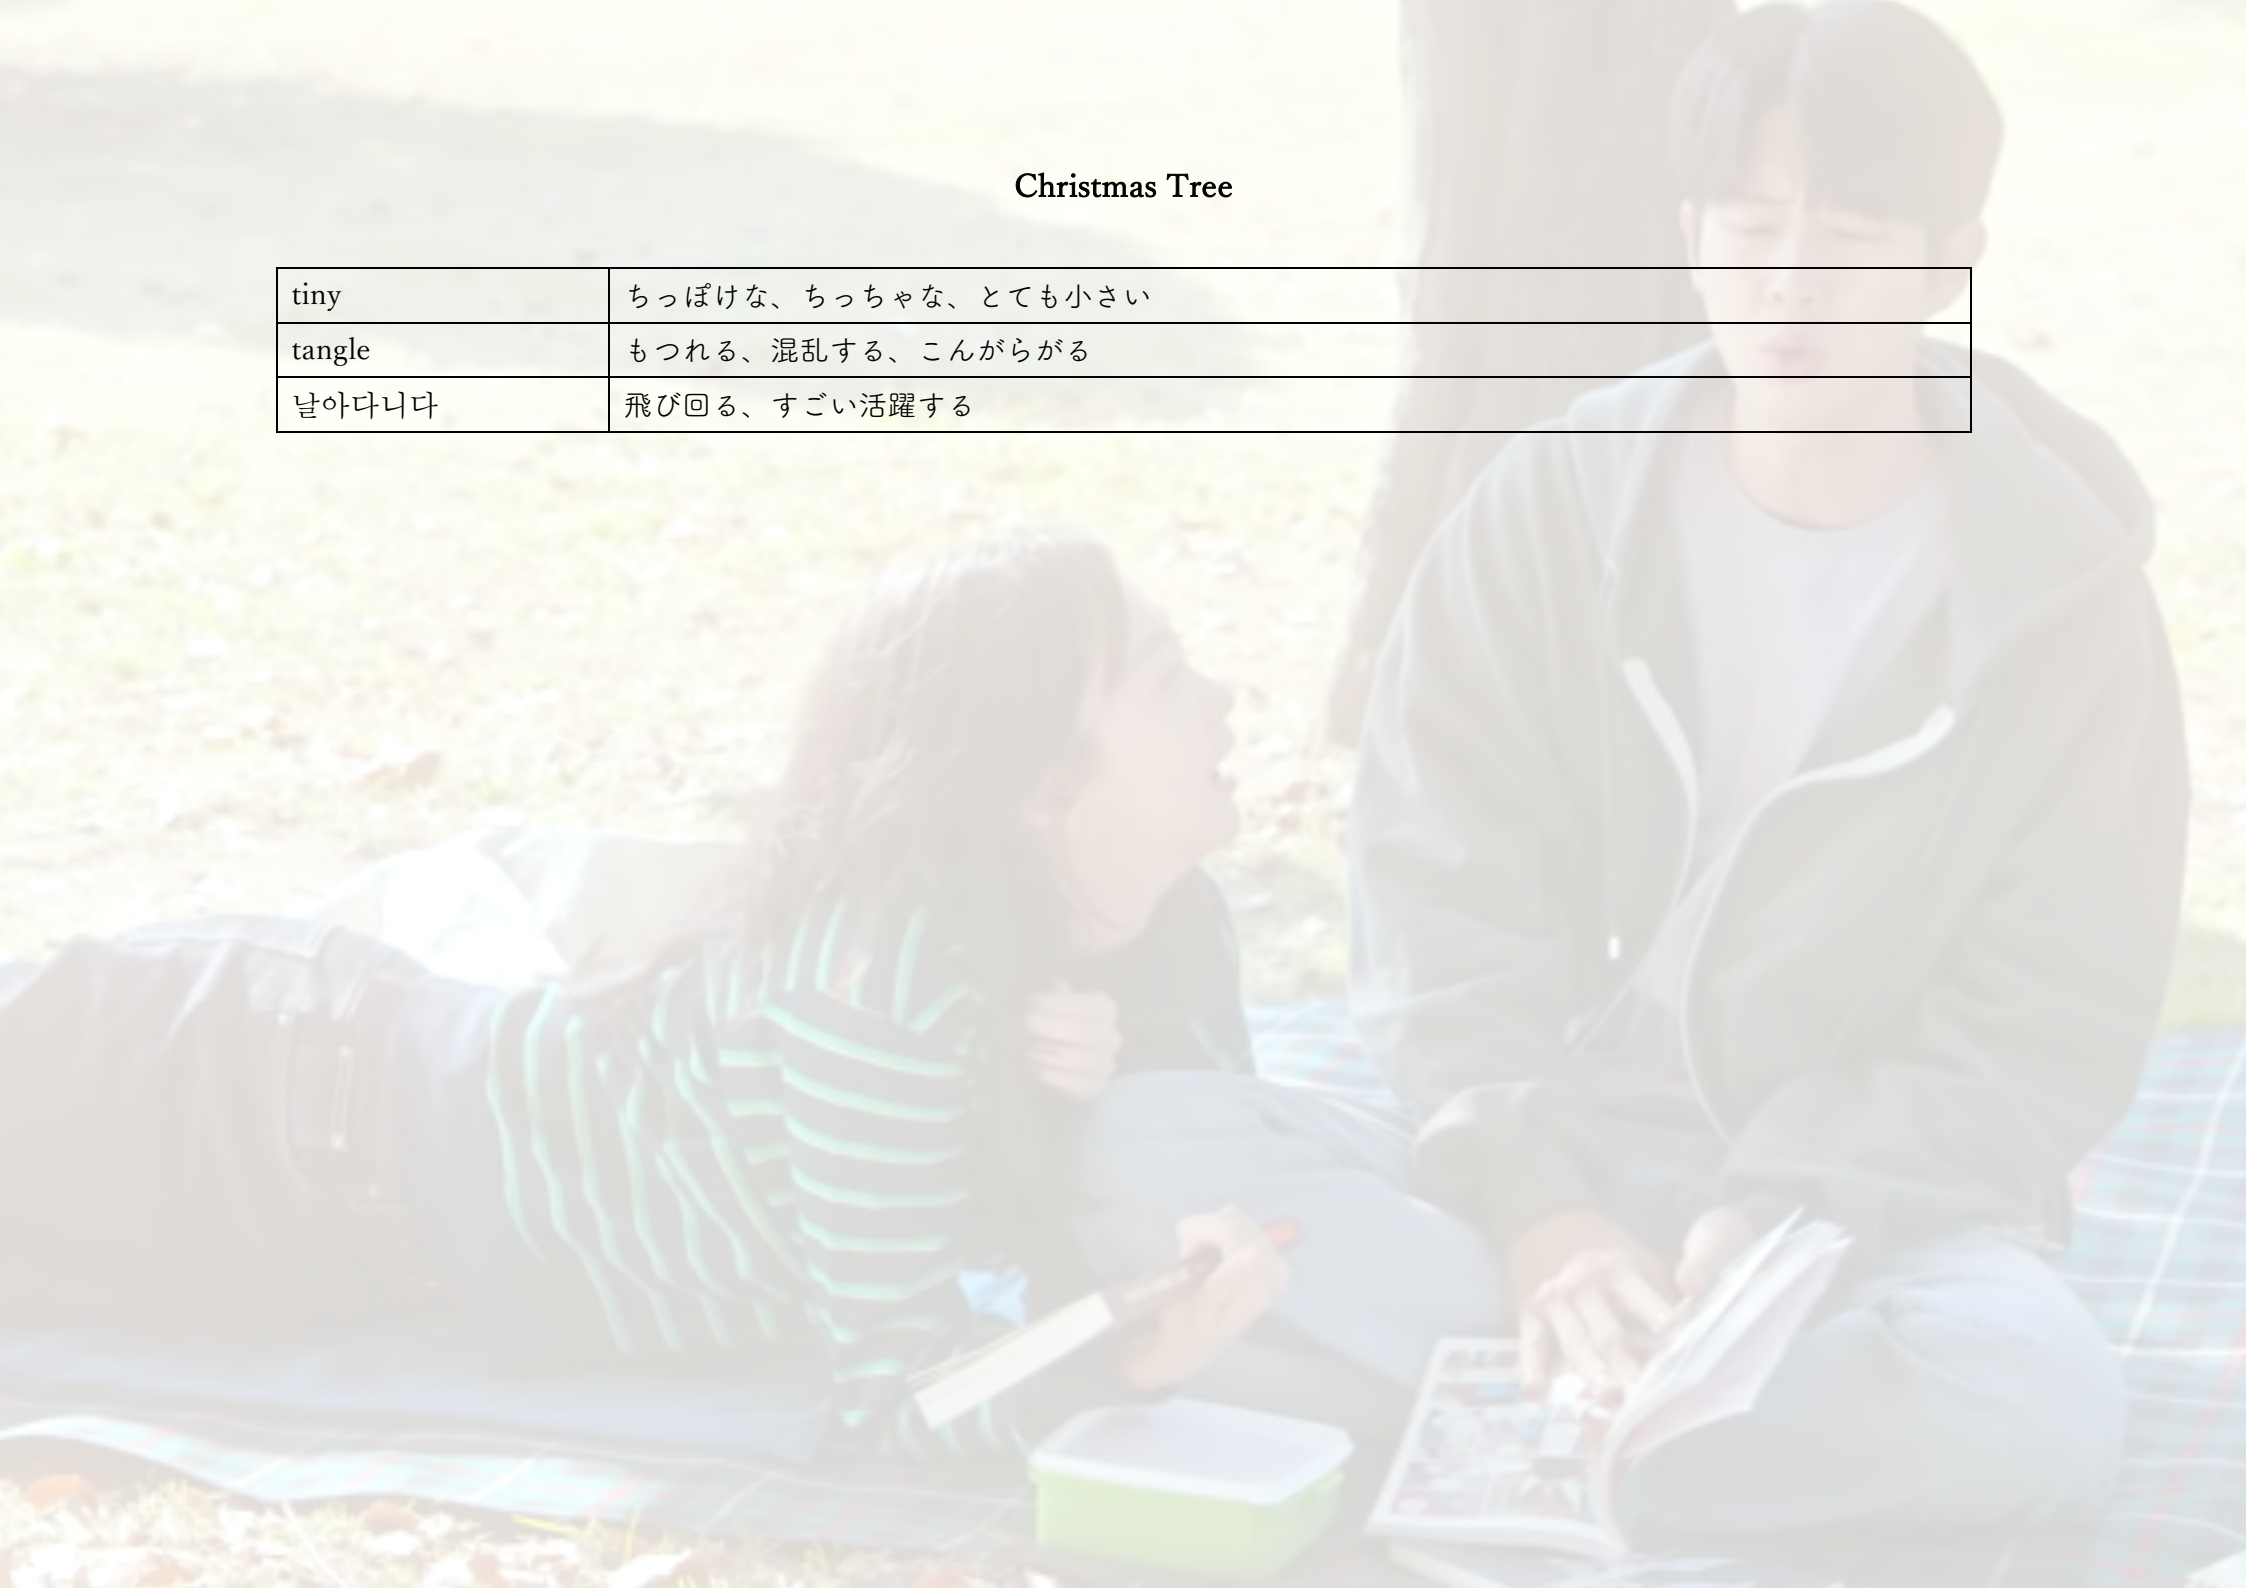 Christmas Tree
tiny ちっぽけな、ちっちゃな、とても小さい
tangle もつれる、混乱する、こんがらがる
날아다니다 飛び回る、すごい活躍する